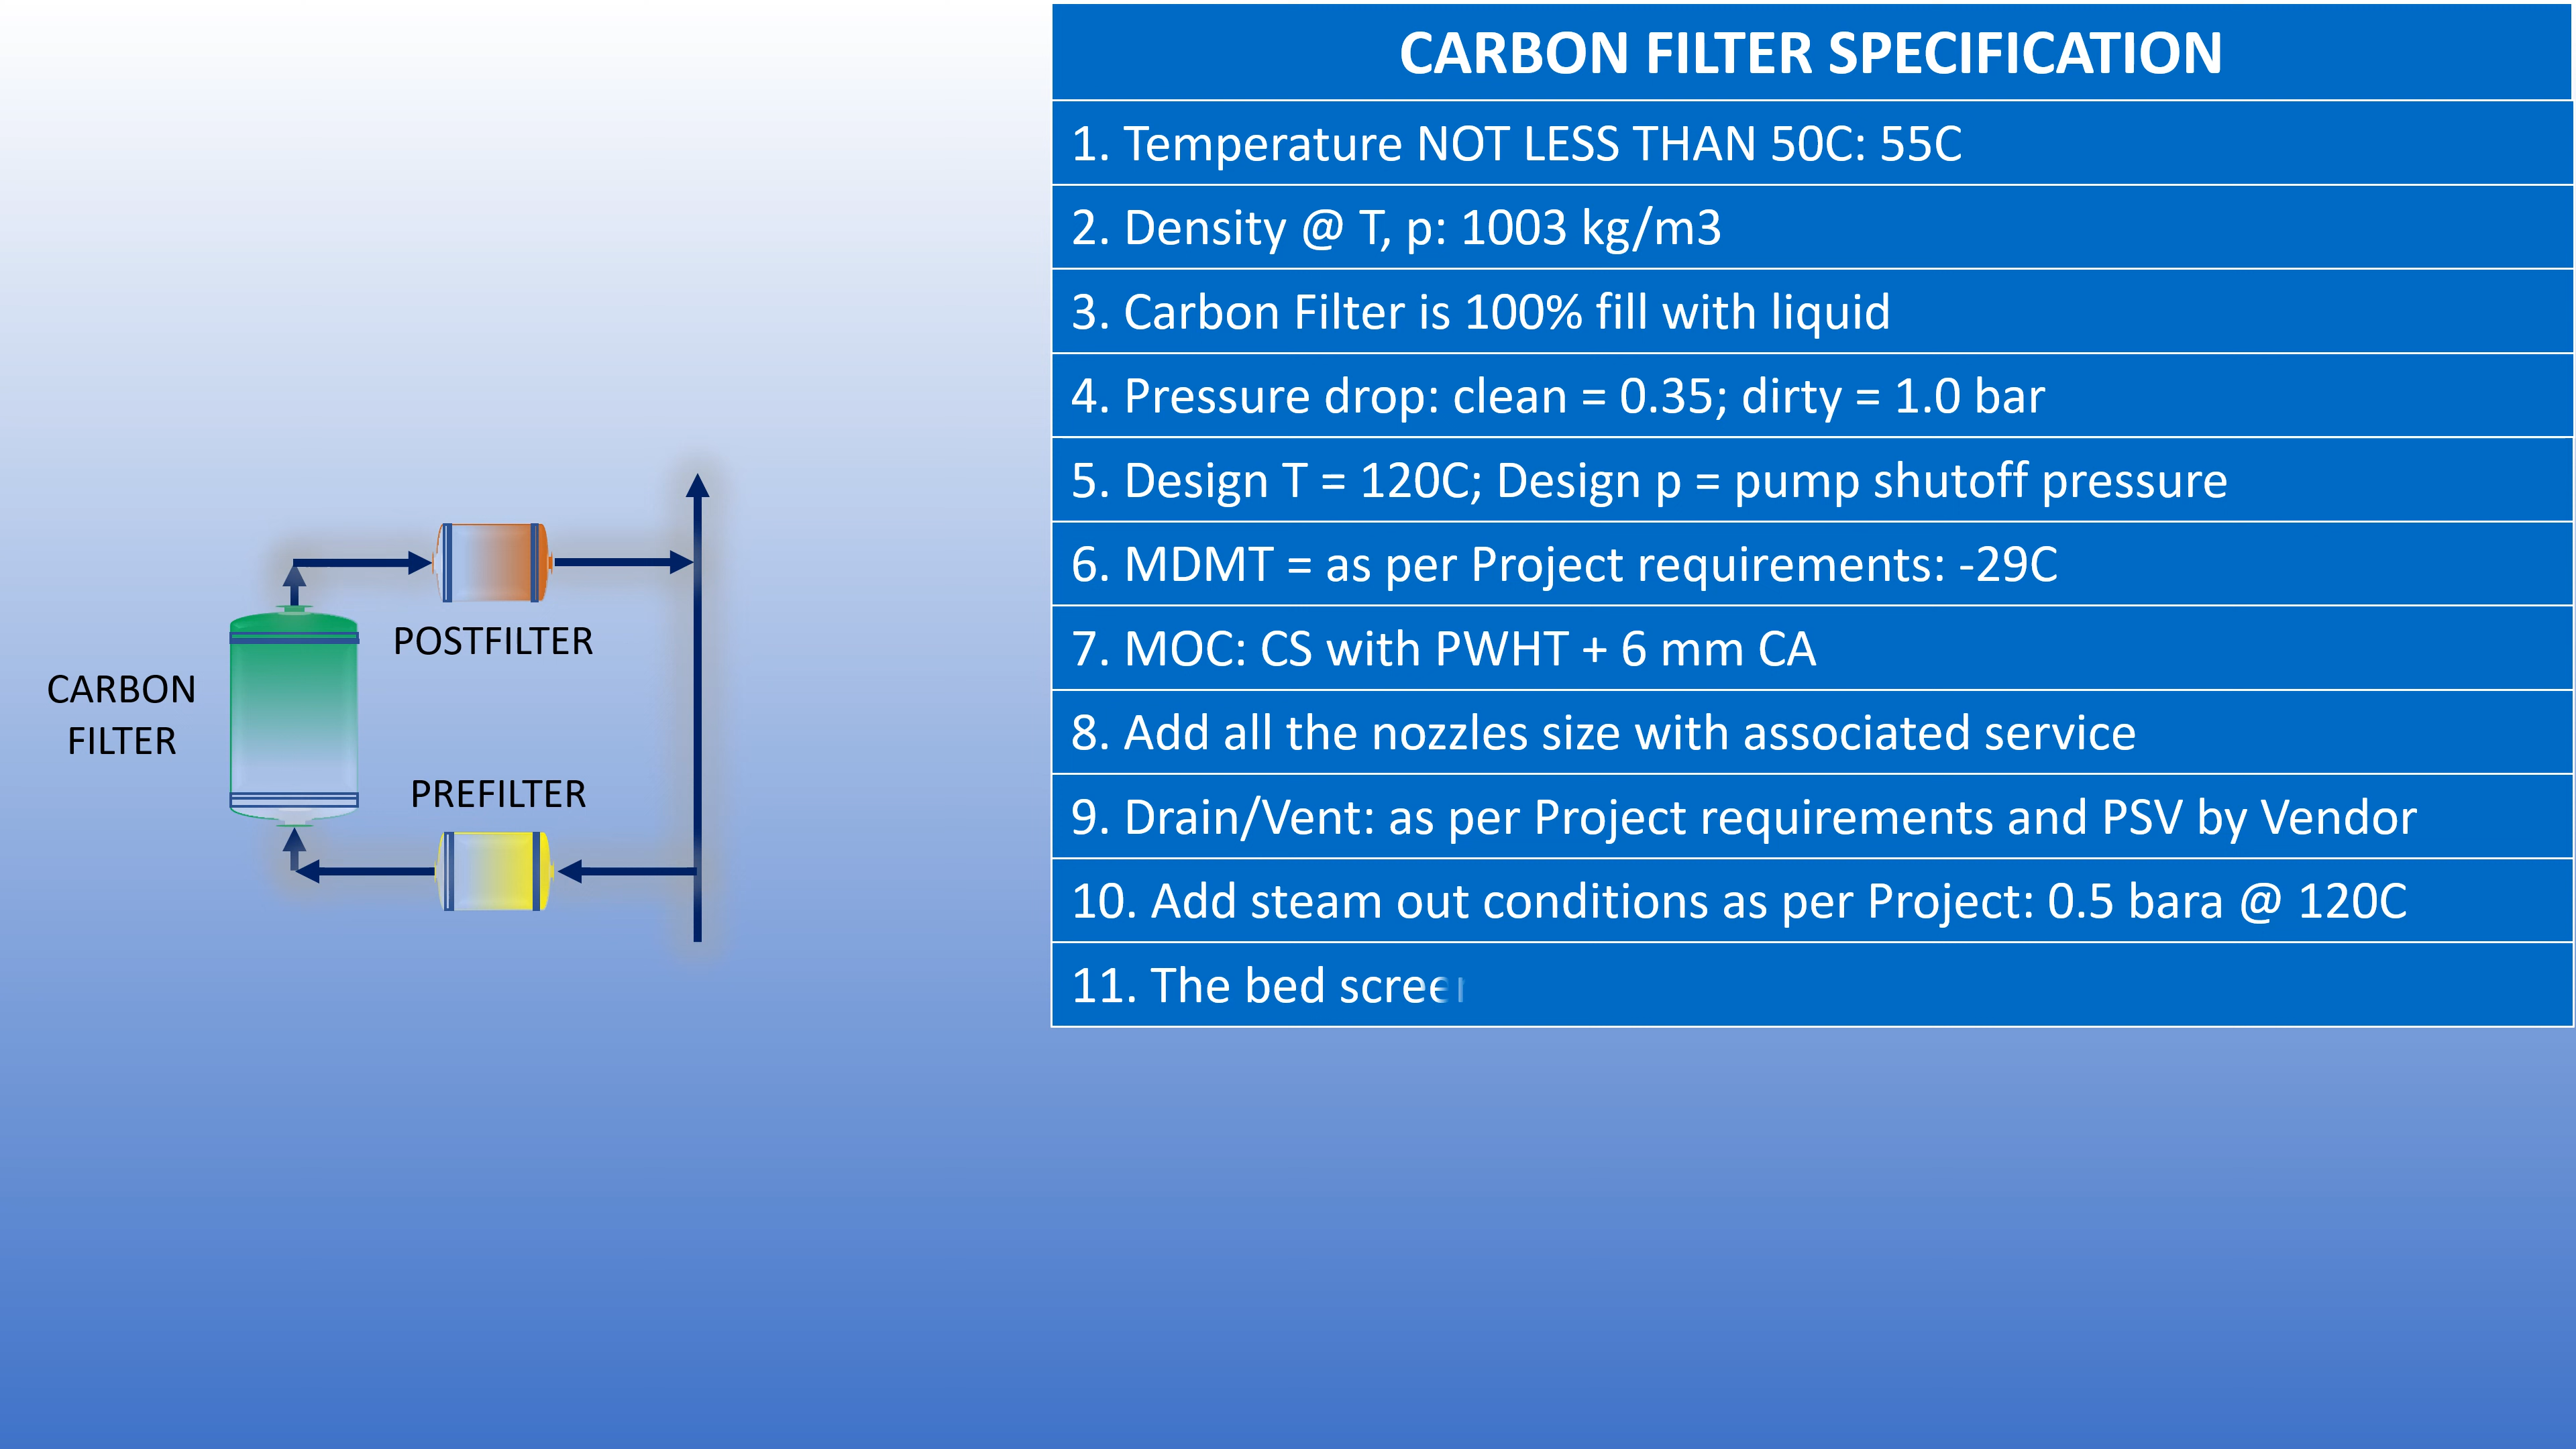 CARBON FILTER SPECIFICATION
1. Temperature NOT LESS THAN 50C: 55C
2. Density @ T, p: 1003 kg/m3
3. Carbon Filter is 100% fill with liquid
4. Pressure drop: clean = 0.35; dirty = 1.0 bar
5. Design T = 120C; Design p = pump shutoff pressure
6. MDMT = as per Project requirements: -29C
7. MOC: CS with PWHT + 6 mm CA
8. Add all the nozzles size with associated service
9. Drain/Vent: as per Project requirements and PSV by Vendor
10. Add steam out conditions as per Project: 0.5 bara @ 120C
11. The bed
POSTFILTER
CARBON
FILTER
PREFILTER